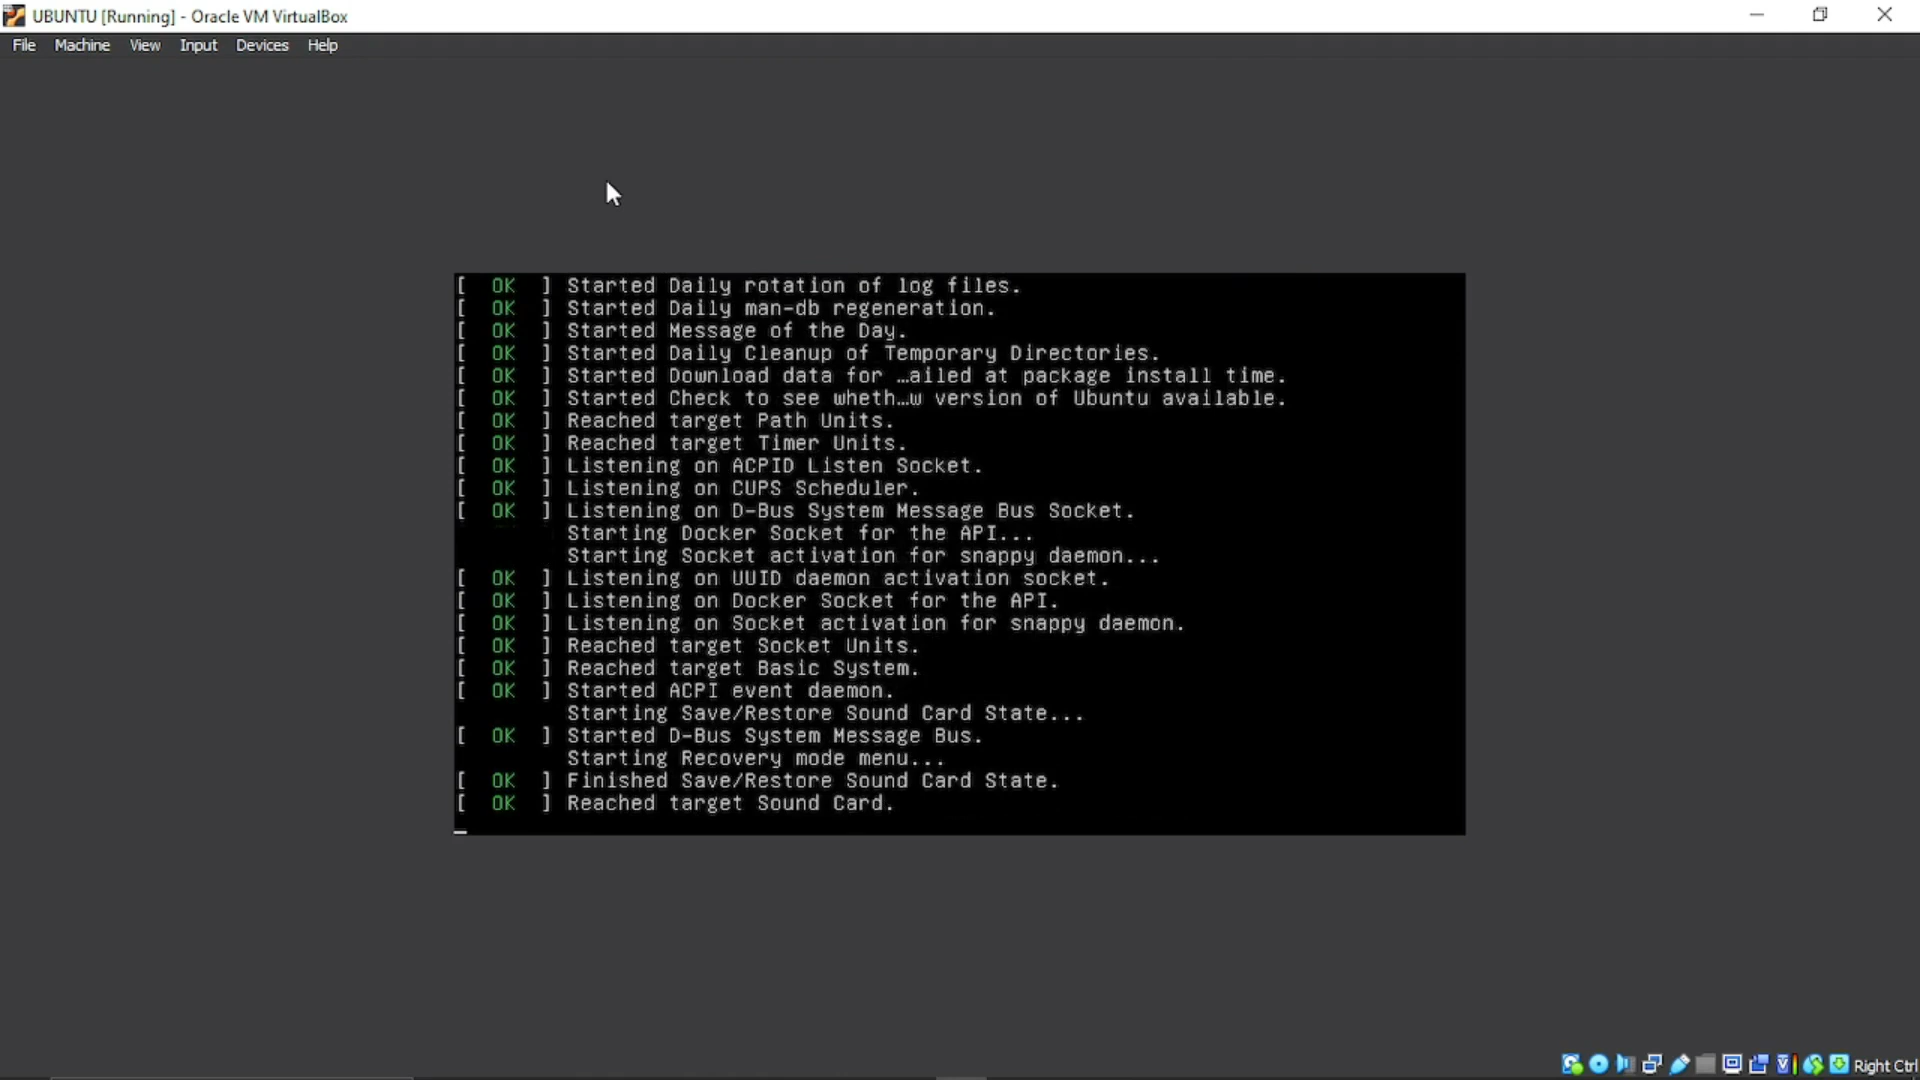 UBUNTU [Running] - Oracle VM VirtualBox
File Machine View Input Devices Help
[ OK ] Started Daily rotation of log files.
[ OK ] Started Daily man-db regeneration.
[ OK ] Started Message of the Day.
[ OK ] Started Daily Cleanup of Temporary Directories.
[ OK ] Started Download data for …ailed at package install time.
[ OK ] Started Check to see wheth…w version of Ubuntu available.
[ OK ] Reached target Path Units.
[ OK ] Reached target Timer Units.
[ OK ] Listening on ACPID Listen Socket.
[ OK ] Listening on CUPS Scheduler.
[ OK ] Listening on D-Bus System Message Bus Socket.
Starting Docker Socket for the API...
Starting Socket activation for snappy daemon...
[ OK ] Listening on UUID daemon activation socket.
[ OK ] Listening on Docker Socket for the API.
[ OK ] Listening on Socket activation for snappy daemon.
[ OK ] Reached target Socket Units.
[ OK ] Reached target Basic System.
[ OK ] Started ACPI event daemon.
Starting Save/Restore Sound Card State...
[ OK ] Started D-Bus System Message Bus.
Starting Recovery mode menu...
[ OK ] Finished Save/Restore Sound Card State.
[ OK ] Reached target Sound Card.
Right Ctrl